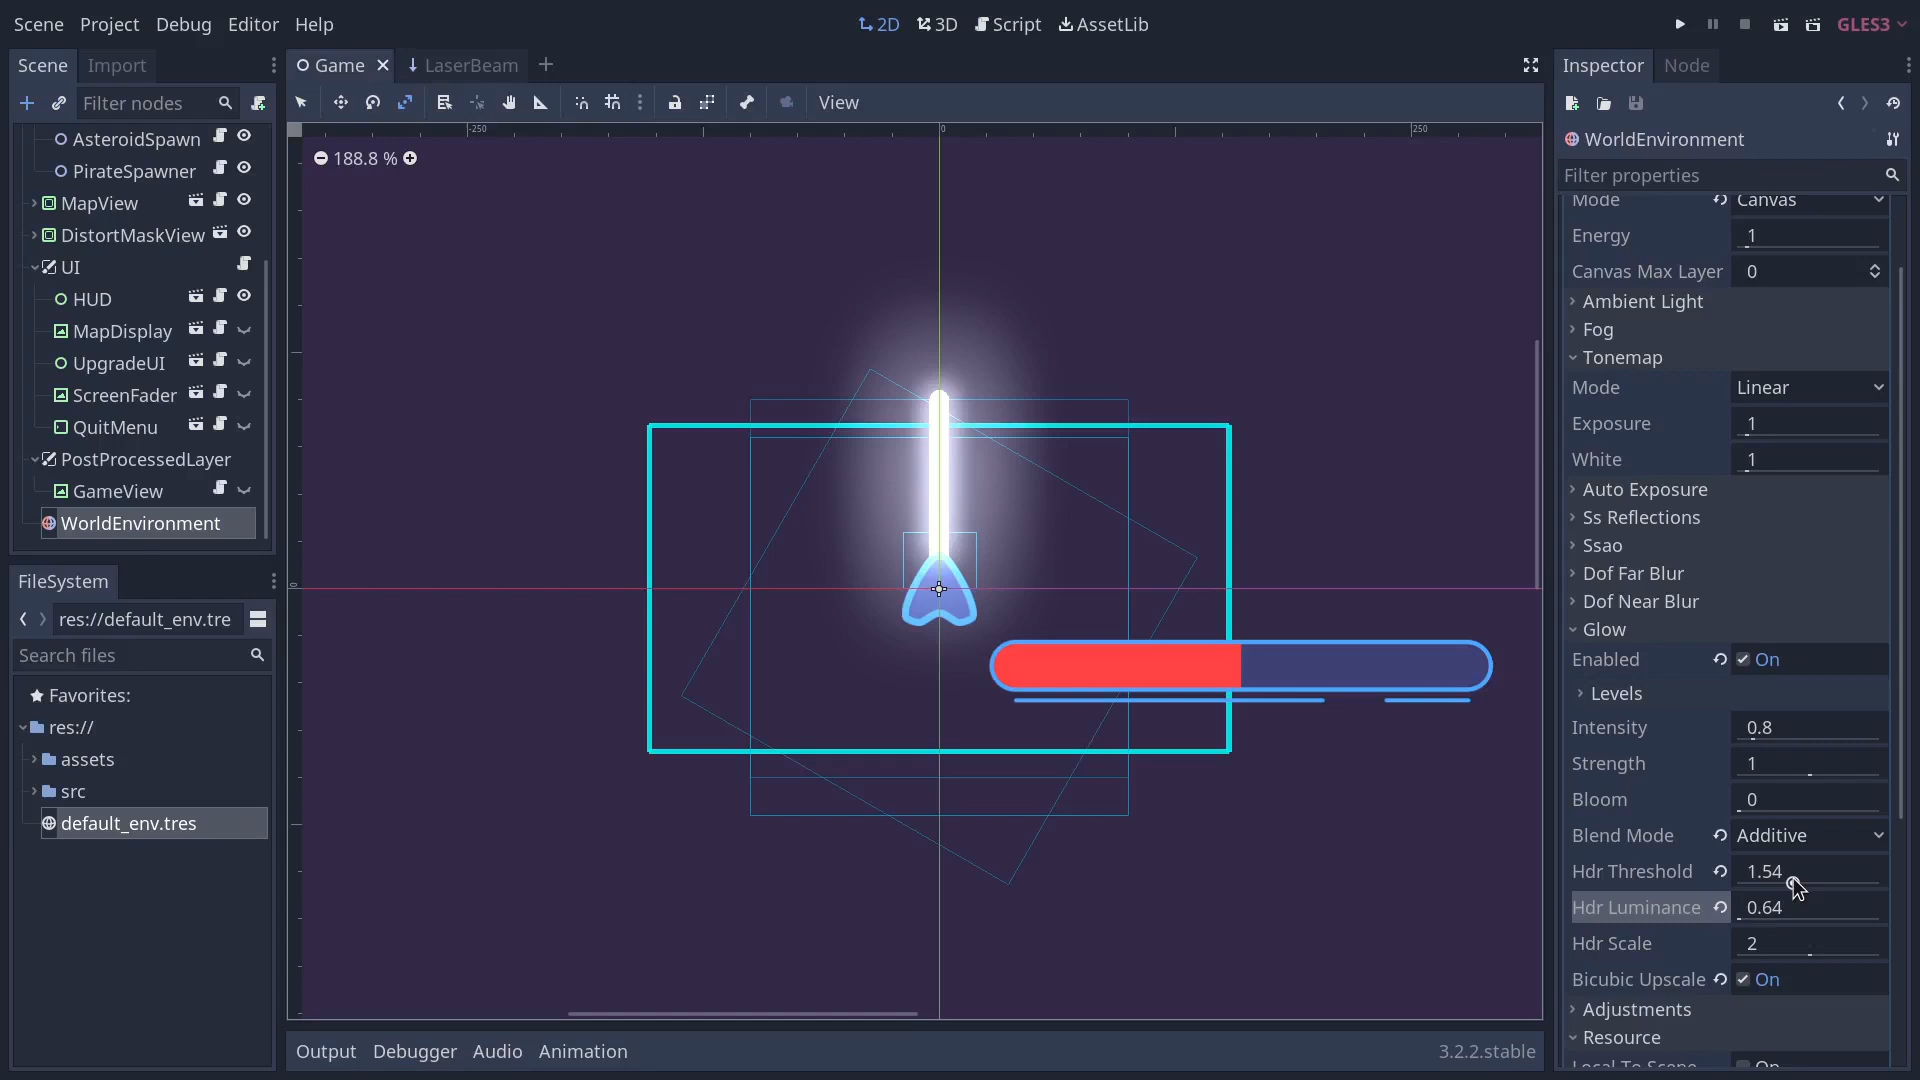 Scene Project Debug Editor Help
2D 3D Script AssetLib
GLES3
Scene Import
Filter nodes
AsteroidSpawn
PirateSpawner
MapView
DistortMaskView
UI
HUD
MapDisplay
UpgradeUI
ScreenFader
QuitMenu
PostProcessedLayer
GameView
WorldEnvironment
FileSystem
res://default_env.tre
Search files
Favorites:
res://
assets
src
default_env.tres
Game LaserBeam
View
-250 0 250
188.8 %
0
Output Debugger Audio Animation
3.2.2.stable
Inspector Node
WorldEnvironment
Filter properties
Mode Canvas
Energy 1
Canvas Max Layer 0
Ambient Light
Fog
Tonemap
Mode Linear
Exposure 1
White 1
Auto Exposure
Ss Reflections
Ssao
Dof Far Blur
Dof Near Blur
Glow
Enabled On
Levels
Intensity 0.8
Strength 1
Bloom 0
Blend Mode Additive
Hdr Threshold 1.54
Hdr Luminance 0.64
Hdr Scale 2
Bicubic Upscale On
Adjustments
Resource
Local To Scene On